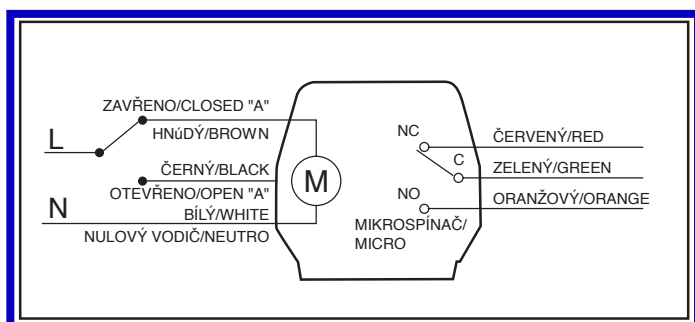 ZAVŘENO/CLOSED "A"
L
HNúDÝ/BROWN
ČERNÝ/BLACK
OTEVŘENO/OPEN "A"
N
BÍLÝ/WHITE
NULOVÝ VODIČ/NEUTRO
M
NC
C
NO
MIKROSPÍNAČ/
MICRO
ČERVENÝ/RED
ZELENÝ/GREEN
ORANŽOVÝ/ORANGE